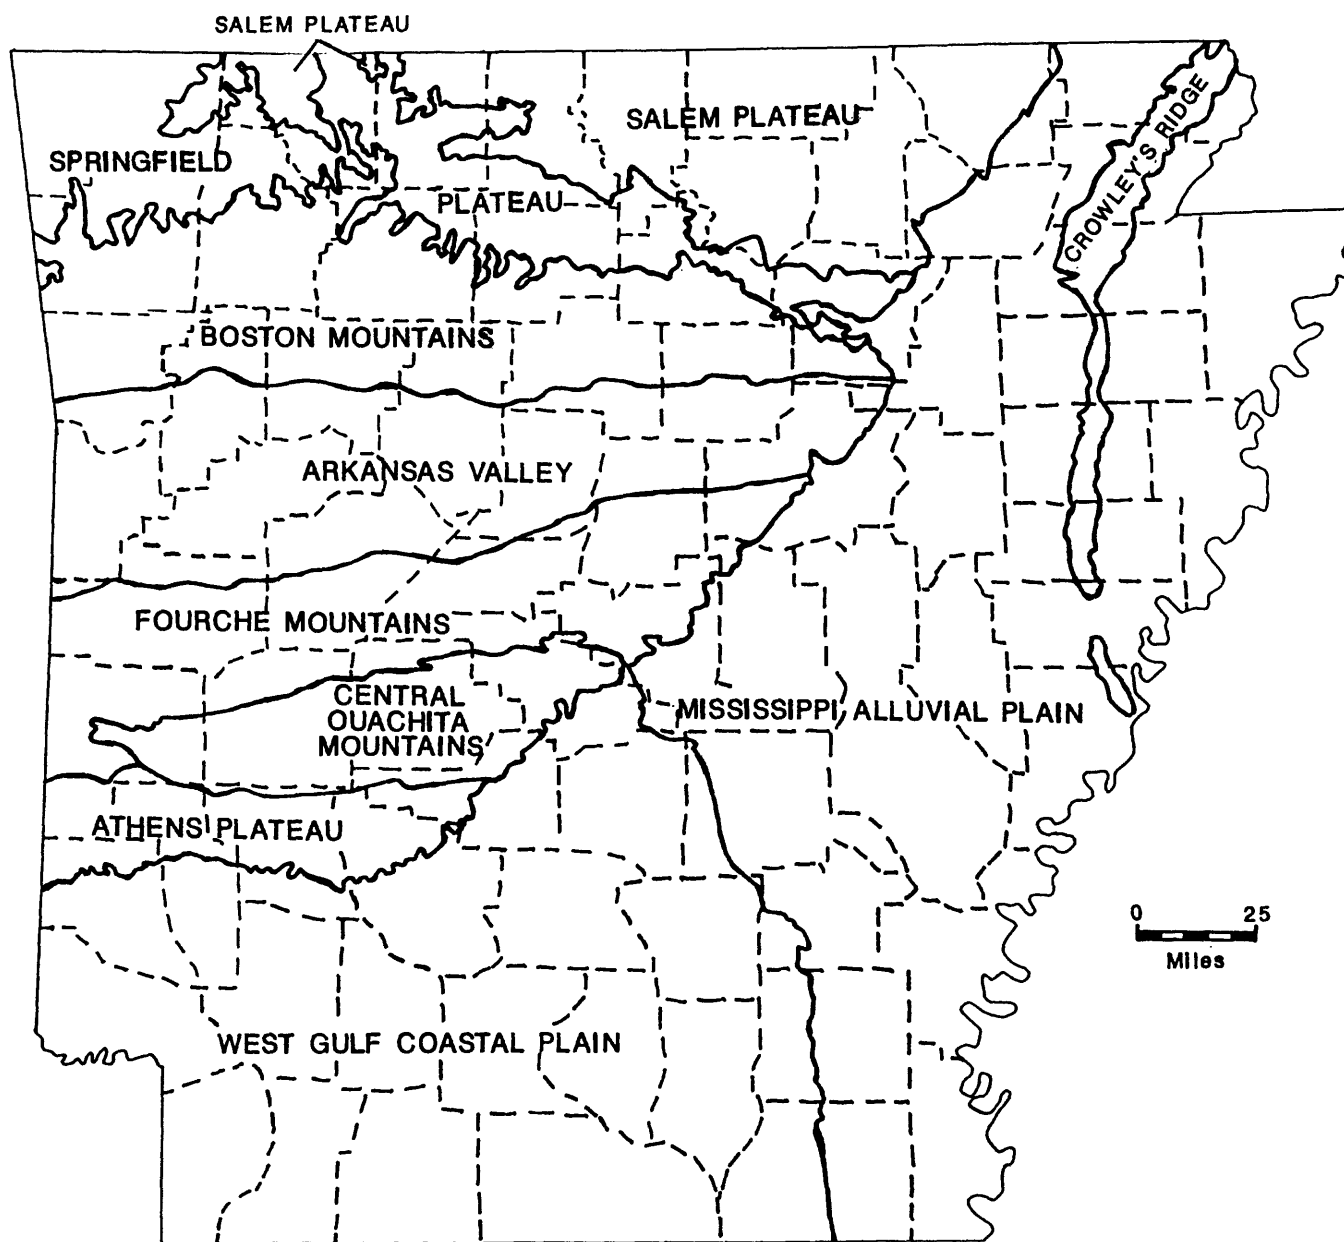 SALEM PLATEAU
SALEM PLATEAU
SPRINGFIELD
PLATEAU
CROWLEY'S RIDGE
BOSTON MOUNTAINS
ARKANSAS VALLEY
FOURCHE MOUNTAINS
CENTRAL
OUACHITA
MOUNTAINS
MISSISSIPPI ALLUVIAL PLAIN
ATHENS PLATEAU
0 25
Miles
WEST GULF COASTAL PLAIN